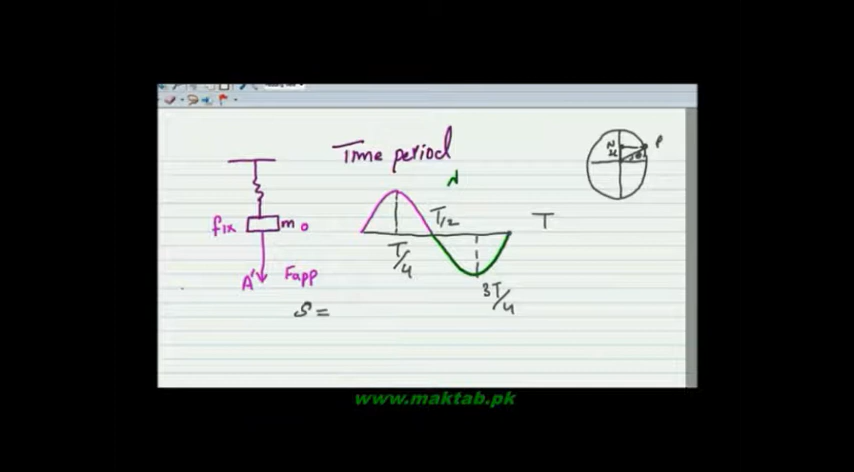 Time period
N
P
N
x
θ
fix
m
o
T/2
T
T/4
A'
Fapp
3T/4
S =
www.maktab.pk